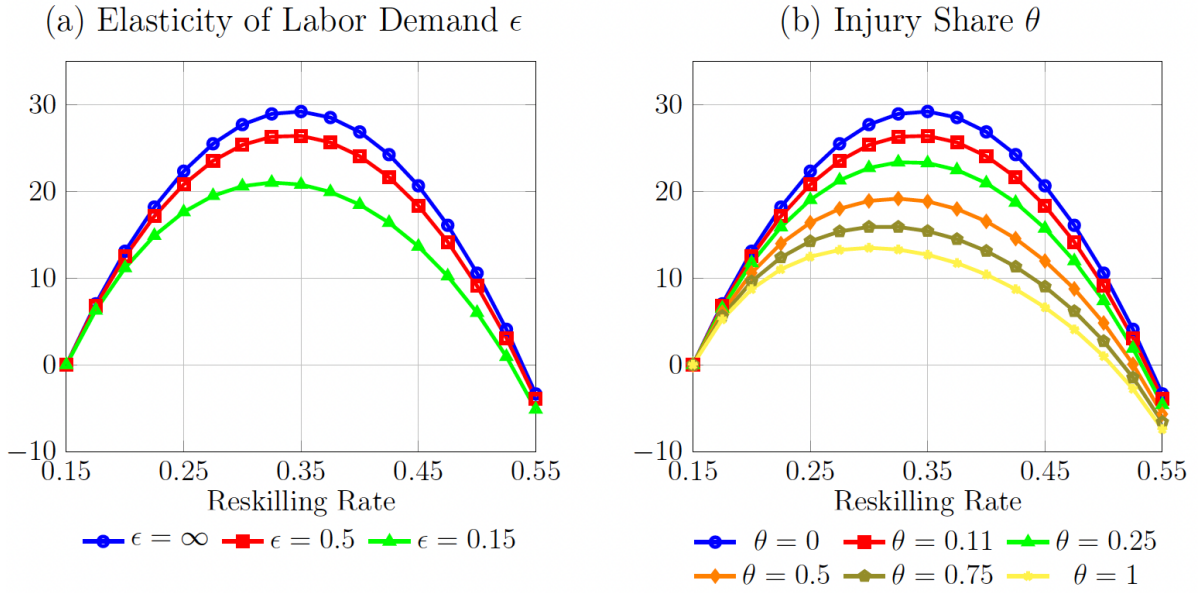 (a) Elasticity of Labor Demand ϵ
30
20
10
0
−10
0.15 0.25 0.35 0.45 0.55
Reskilling Rate
ϵ = ∞ ϵ = 0.5 ϵ = 0.15
(b) Injury Share θ
30
20
10
0
−10
0.15 0.25 0.35 0.45 0.55
Reskilling Rate
θ = 0 θ = 0.11 θ = 0.25
θ = 0.5 θ = 0.75 θ = 1